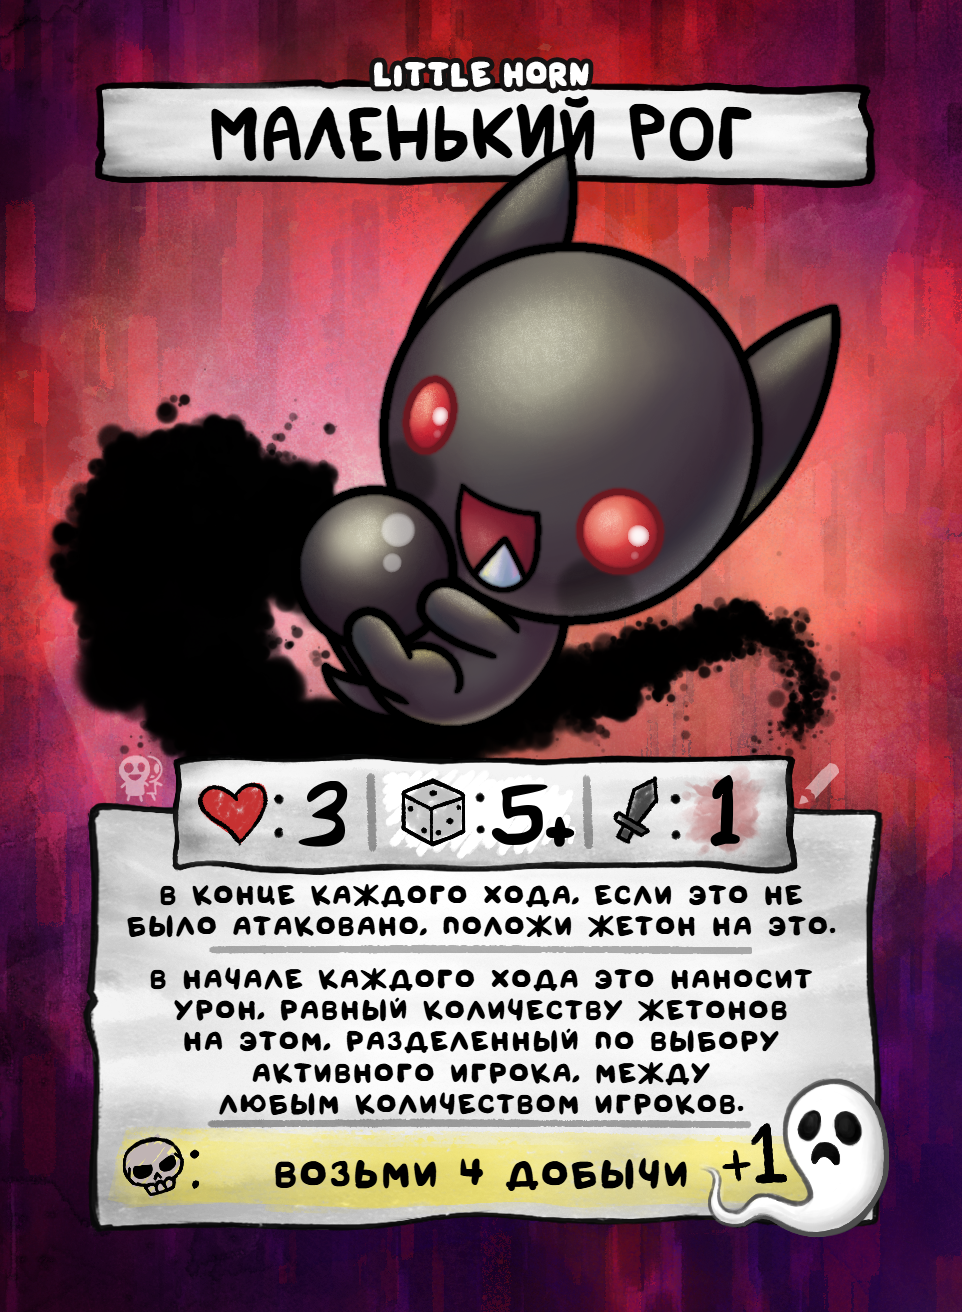 LITTLE HORN
МАЛЕНЬКИЙ РОГ
: 3 | : 5+ | : 1
В КОНЦЕ КАЖДОГО ХОДА, ЕСЛИ ЭТО НЕ
БЫЛО АТАКОВАНО, ПОЛОЖИ ЖЕТОН НА ЭТО.
В НАЧАЛЕ КАЖДОГО ХОДА ЭТО НАНОСИТ
УРОН, РАВНЫЙ КОЛИЧЕСТВУ ЖЕТОНОВ
НА ЭТОМ, РАЗДЕЛЕННЫЙ ПО ВЫБОРУ
АКТИВНОГО ИГРОКА, МЕЖДУ
ЛЮБЫМ КОЛИЧЕСТВОМ ИГРОКОВ.
: ВОЗЬМИ 4 ДОБЫЧИ +1